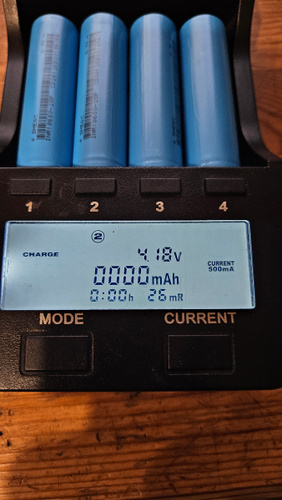 1 2 3 4
2
CHARGE
4.18v
0000mAh
CURRENT
500mA
0:00h 26mR
MODE CURRENT